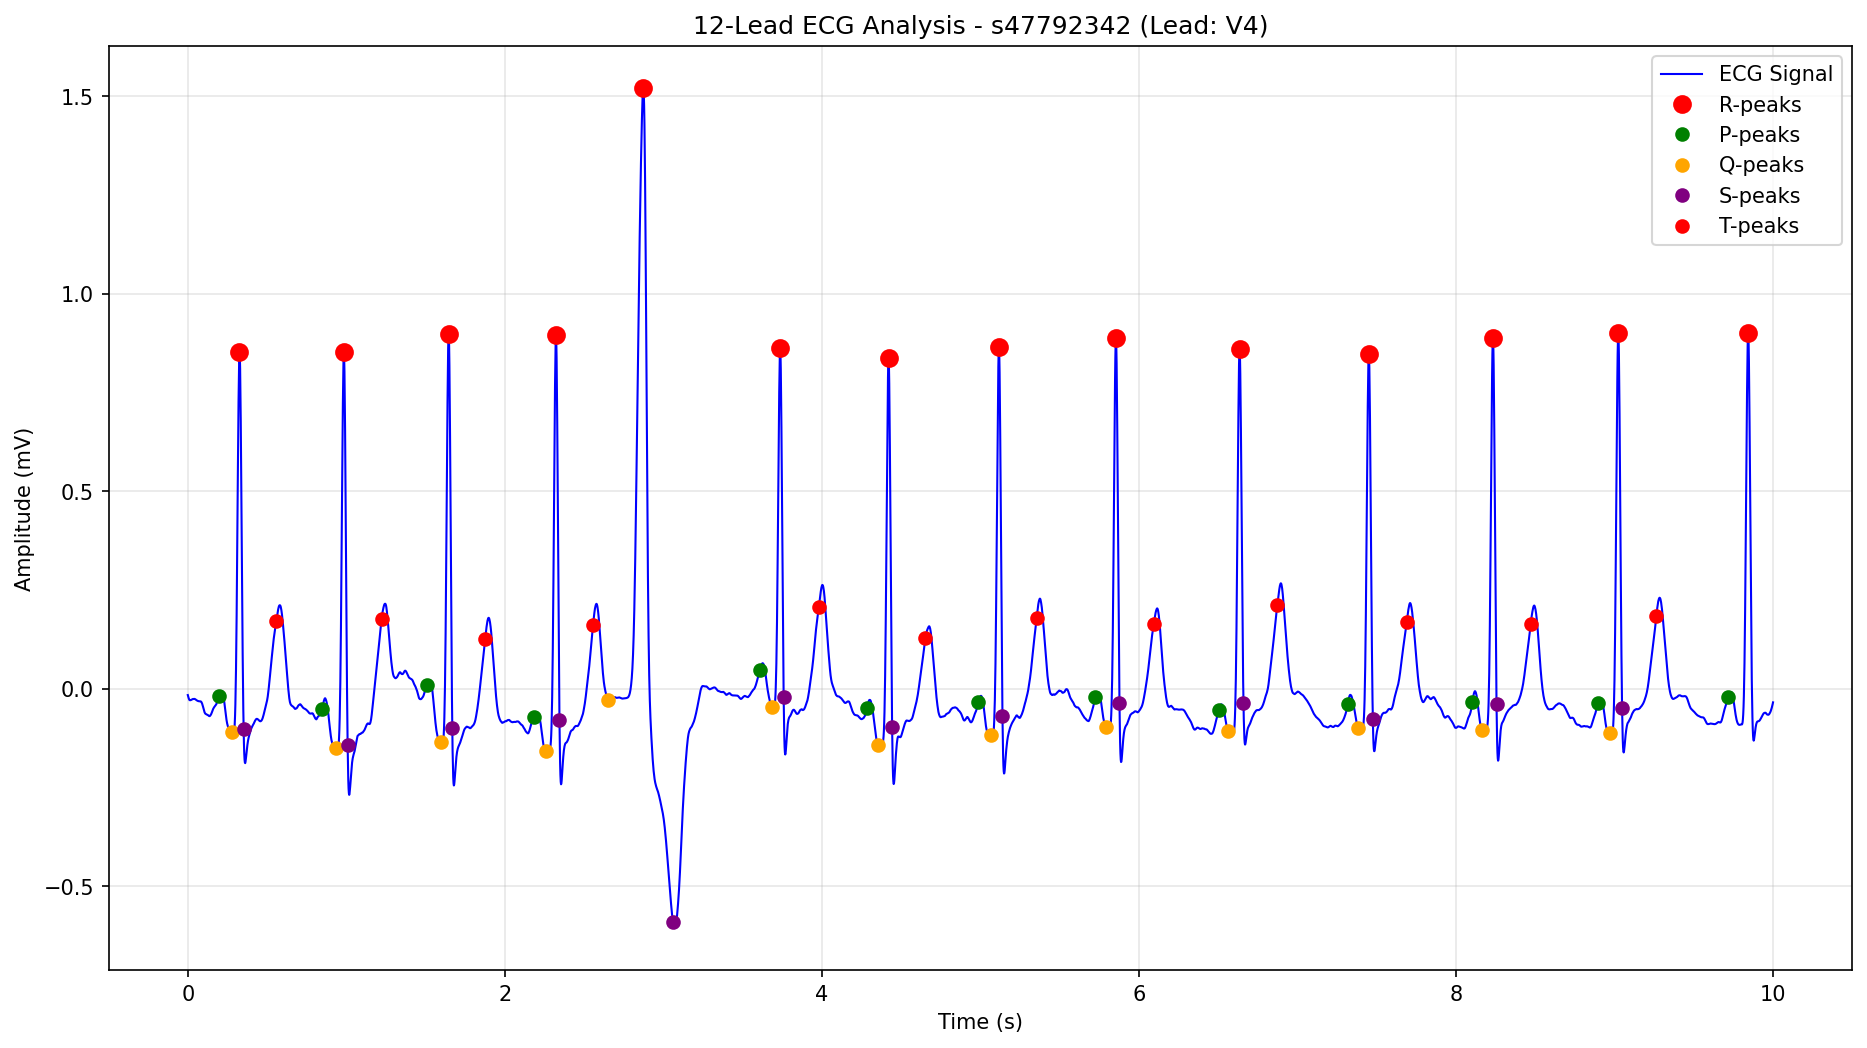 12-Lead ECG Analysis - s47792342 (Lead: V4)
ECG Signal
R-peaks
P-peaks
Q-peaks
S-peaks
T-peaks
Amplitude (mV)
1.5
1.0
0.5
0.0
−0.5
0 2 4 6 8 10
Time (s)